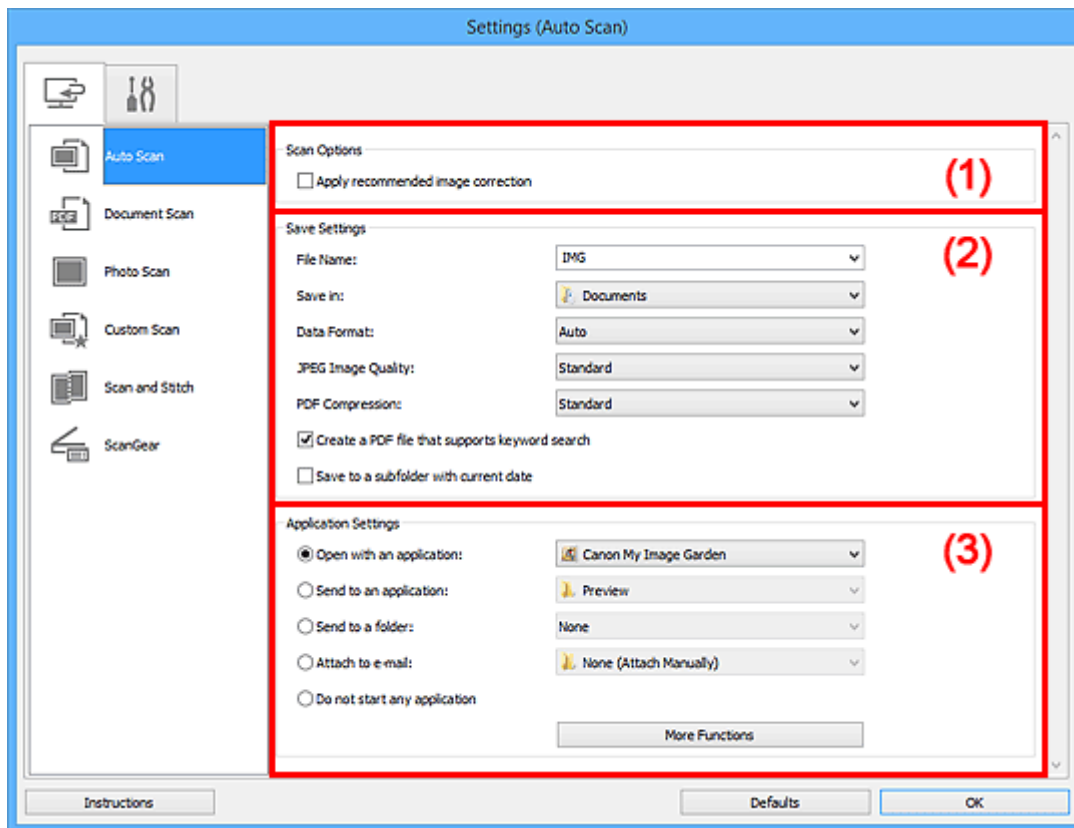 Settings (Auto Scan)
Auto Scan
Document Scan
PDF
Photo Scan
Custom Scan
Scan and Stitch
ScanGear
Scan Options
Apply recommended image correction
(1)
Save Settings
(2)
File Name: IMG
Save in: Documents
Data Format: Auto
JPEG Image Quality: Standard
PDF Compression: Standard
Create a PDF file that supports keyword search
Save to a subfolder with current date
Application Settings
(3)
Open with an application: Canon My Image Garden
Send to an application: Preview
Send to a folder: None
Attach to e-mail: None (Attach Manually)
Do not start any application
More Functions
Instructions Defaults OK